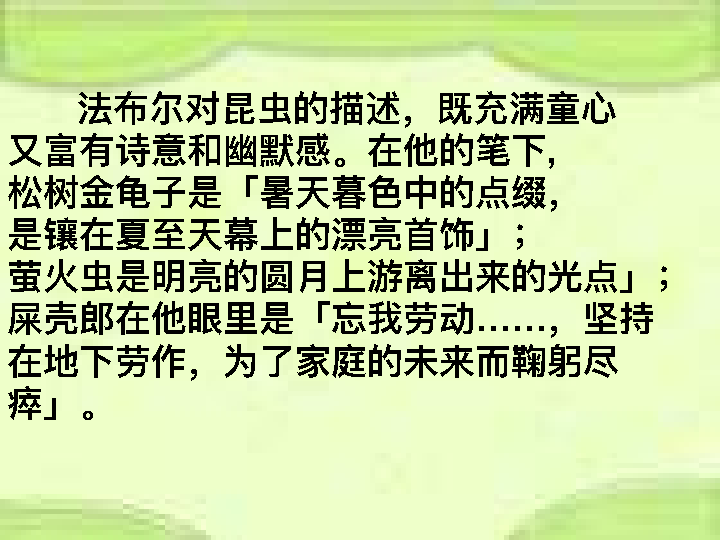 法布尔对昆虫的描述，既充满童心
又富有诗意和幽默感。在他的笔下，
松树金龟子是「暑天暮色中的点缀，
是镶在夏至天幕上的漂亮首饰」；
萤火虫是明亮的圆月上游离出来的光点」；
屎壳郎在他眼里是「忘我劳动……，坚持
在地下劳作，为了家庭的未来而鞠躬尽
瘁」。